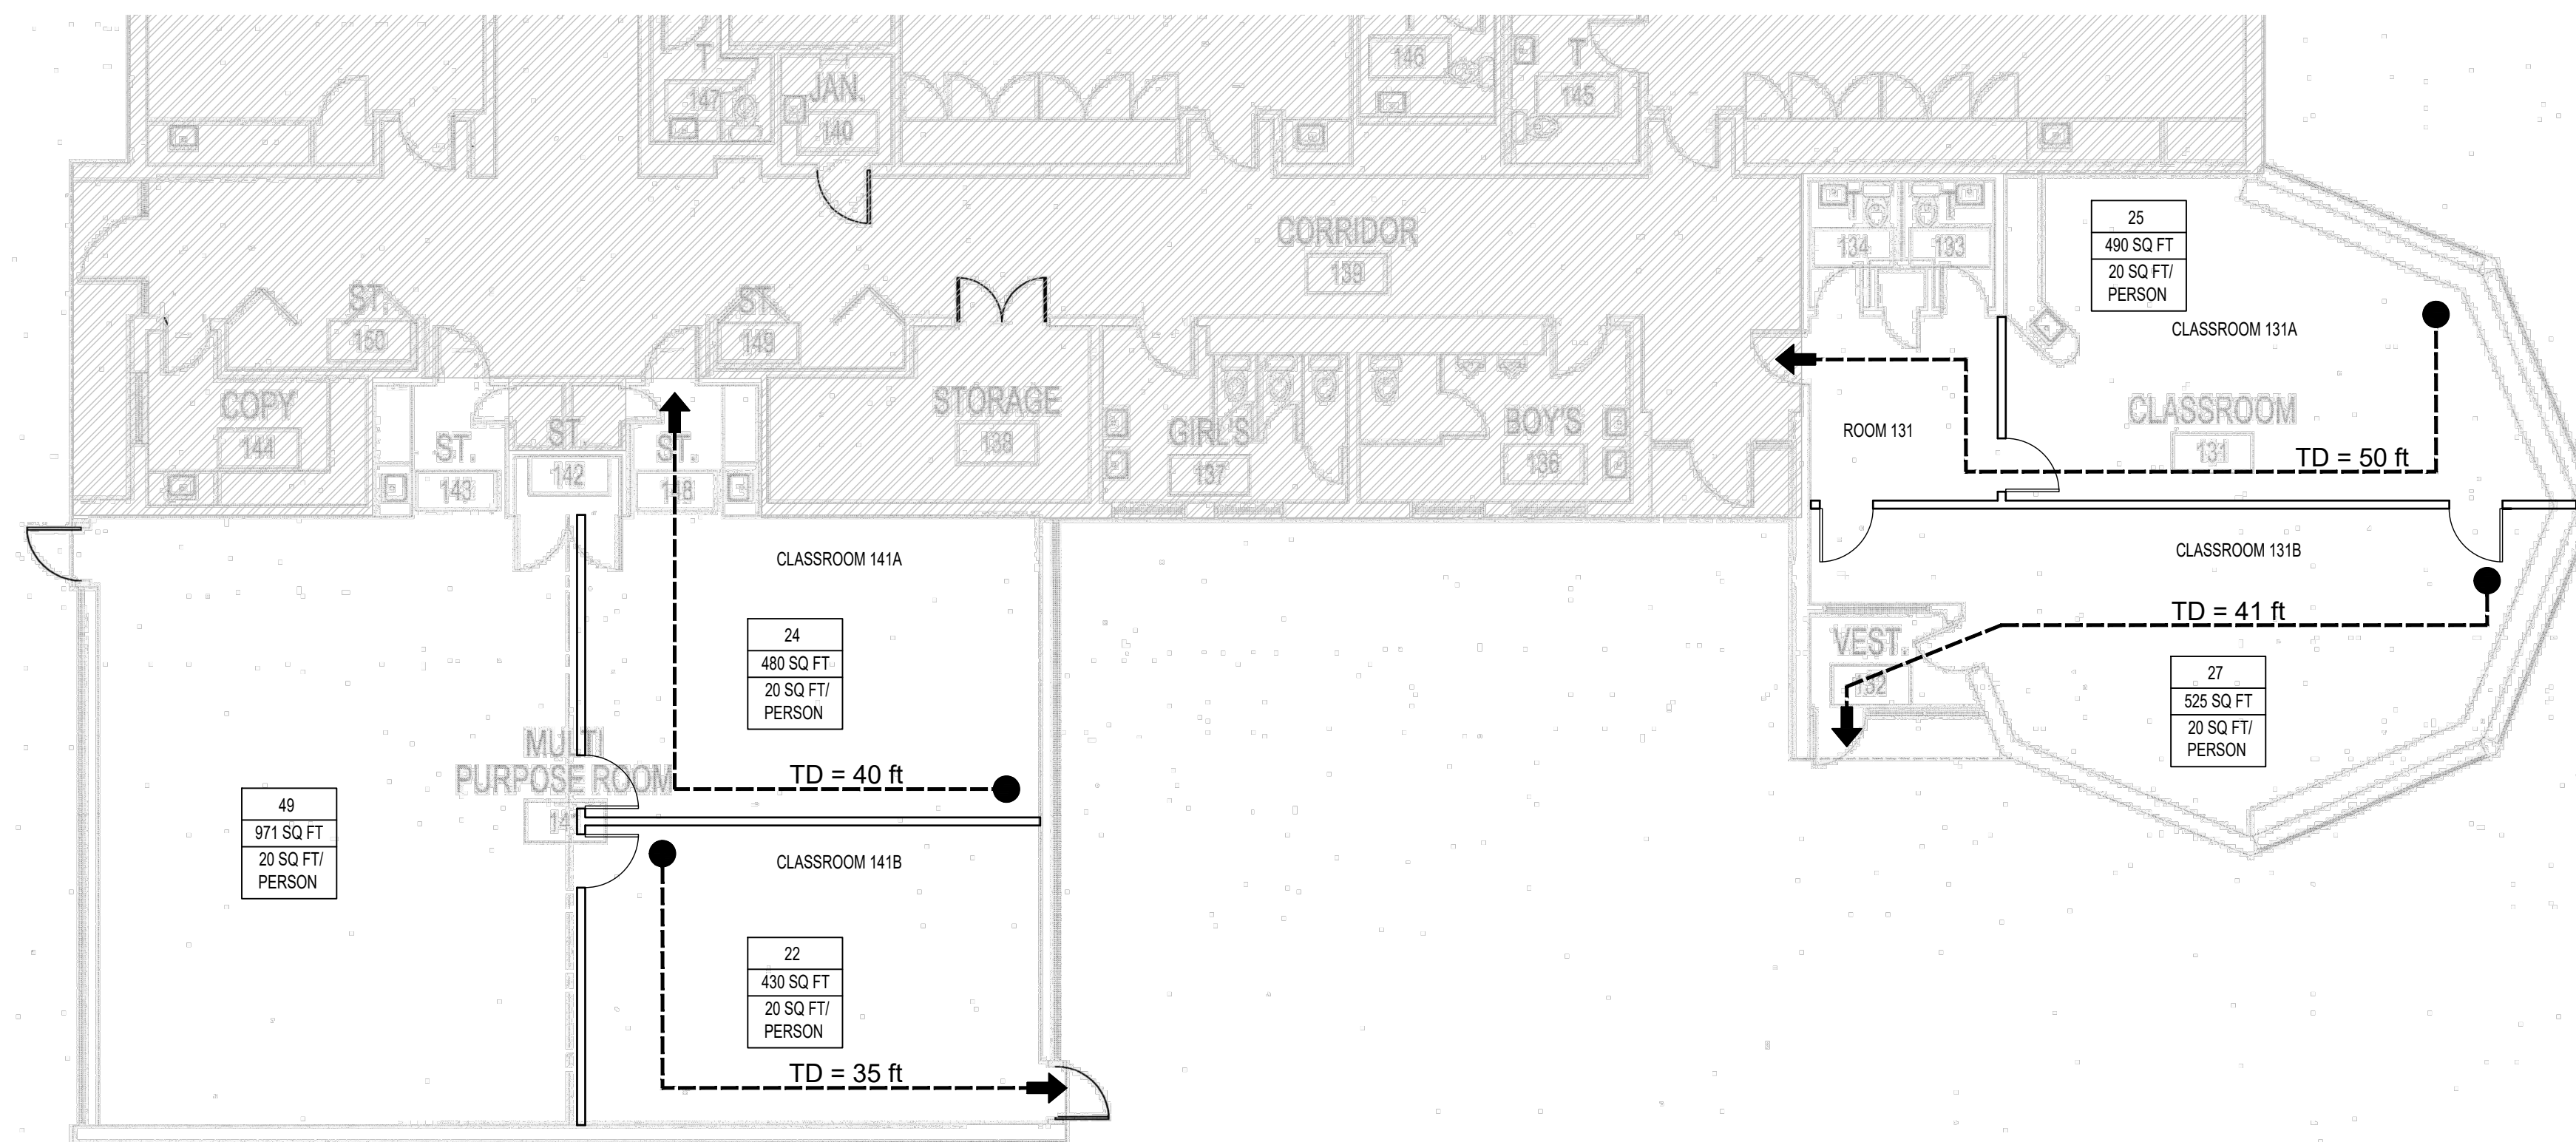 T
147
JAN.
140
146
T
145
CORRIDOR
139
134
133
25
490 SQ FT
20 SQ FT/
PERSON
CLASSROOM 131A
ST.
150
ST.
149
COPY
144
ST.
143
ST.
142
ST.
148
STORAGE
138
GIRL'S
137
BOY'S
136
ROOM 131
CLASSROOM
131
TD = 50 ft
CLASSROOM 141A
CLASSROOM 131B
TD = 41 ft
24
480 SQ FT
20 SQ FT/
PERSON
VEST.
132
27
525 SQ FT
20 SQ FT/
PERSON
MULTI
PURPOSE ROOM
TD = 40 ft
49
971 SQ FT
20 SQ FT/
PERSON
CLASSROOM 141B
22
430 SQ FT
20 SQ FT/
PERSON
TD = 35 ft